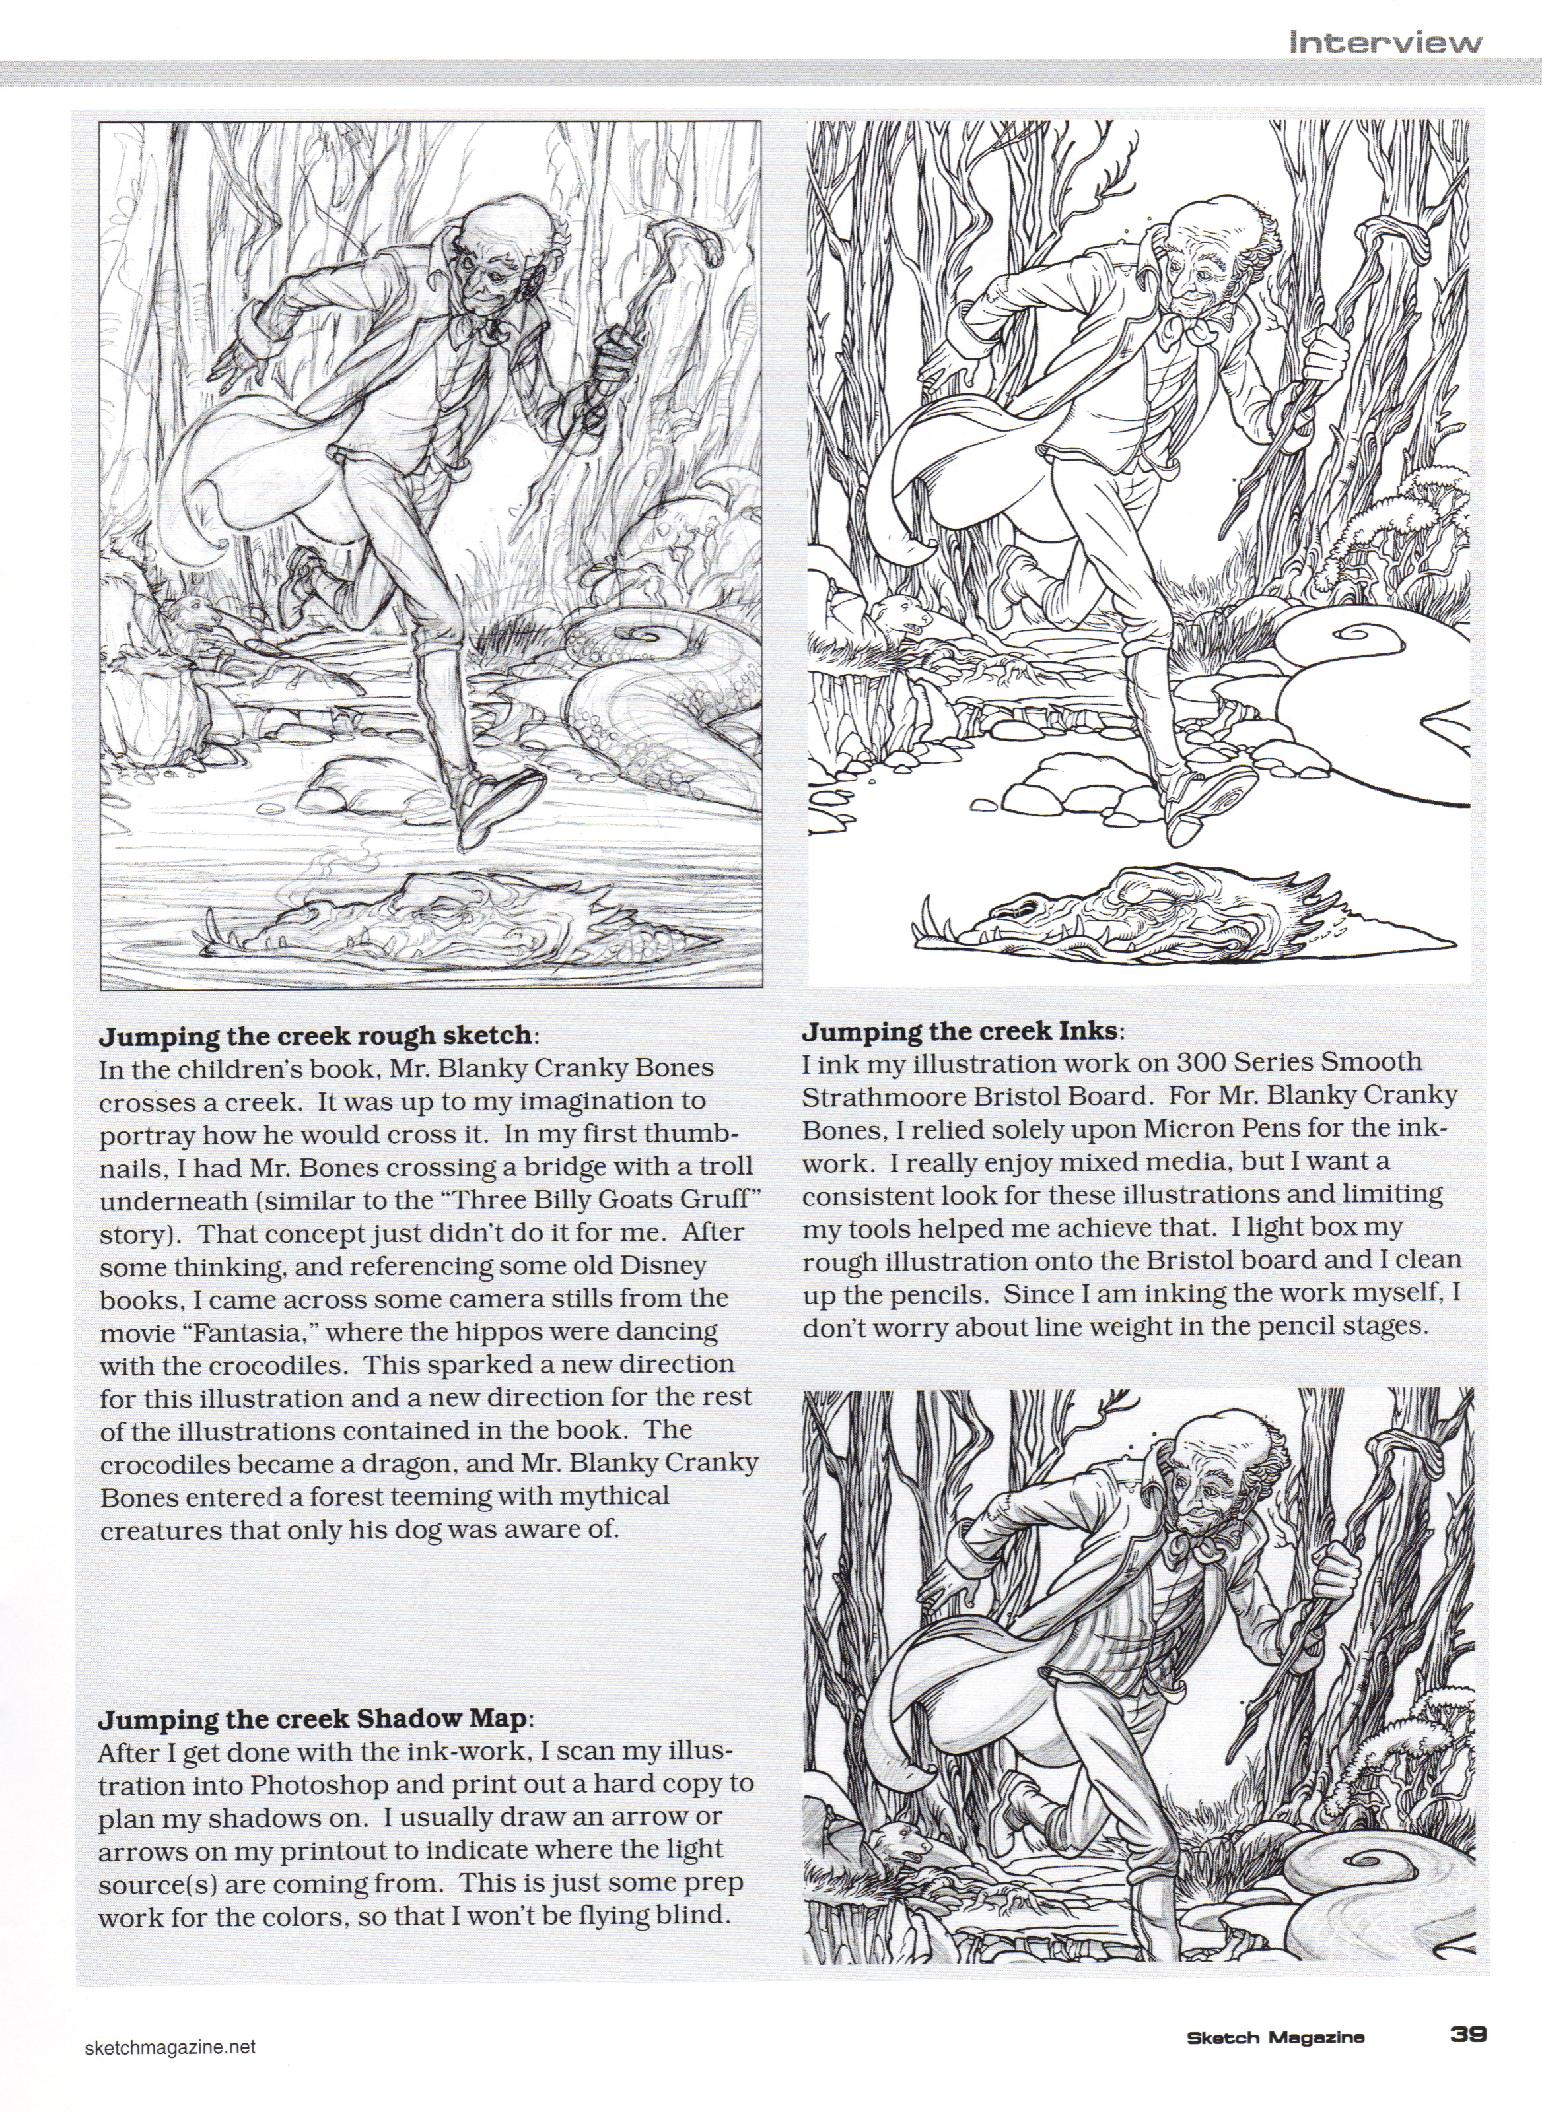 Interview
Jumping the creek rough sketch:
In the children's book, Mr. Blanky Cranky Bones
crosses a creek.  It was up to my imagination to
portray how he would cross it.  In my first thumb-
nails, I had Mr. Bones crossing a bridge with a troll
underneath (similar to the “Three Billy Goats Gruff”
story).  That concept just didn't do it for me.  After
some thinking, and referencing some old Disney
books, I came across some camera stills from the
movie “Fantasia,” where the hippos were dancing
with the crocodiles.  This sparked a new direction
for this illustration and a new direction for the rest
of the illustrations contained in the book.  The
crocodiles became a dragon, and Mr. Blanky Cranky
Bones entered a forest teeming with mythical
creatures that only his dog was aware of.
Jumping the creek Inks:
I ink my illustration work on 300 Series Smooth
Strathmoore Bristol Board.  For Mr. Blanky Cranky
Bones, I relied solely upon Micron Pens for the ink-
work.  I really enjoy mixed media, but I want a
consistent look for these illustrations and limiting
my tools helped me achieve that.  I light box my
rough illustration onto the Bristol board and I clean
up the pencils.  Since I am inking the work myself, I
don't worry about line weight in the pencil stages.
Jumping the creek Shadow Map:
After I get done with the ink-work, I scan my illus-
tration into Photoshop and print out a hard copy to
plan my shadows on.  I usually draw an arrow or
arrows on my printout to indicate where the light
source(s) are coming from.  This is just some prep
work for the colors, so that I won't be flying blind.
sketchmagazine.net
Sketch Magazine 39